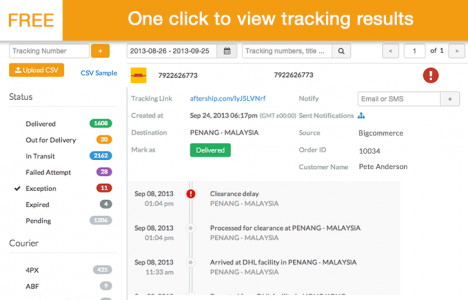 FREE
One click to view tracking results
Tracking Number
+
2013-08-26 - 2013-09-25
Tracking numbers, title ...
<
1
of 1
>
Upload CSV
CSV Sample
7922626773
7922626773
Status
Delivered 1608
Out for Delivery 20
In Transit 2162
Failed Attempt 28
Exception 11
Expired 4
Pending 1206
Courier
4PX 425
ABF 9
Tracking Link aftership.com/lyJSLVNrf
Notify Email or SMS +
Created at Sep 24, 2013 06:17pm (GMT ±00:00)
Sent Notifications
Destination PENANG - MALAYSIA
Source Bigcommerce
Mark as Delivered
Order ID 10034
Customer Name Pete Anderson
Sep 08, 2013 Clearance delay
01:04 pm PENANG - MALAYSIA
Sep 08, 2013 Processed for clearance at PENANG - MALAYSIA
01:04 pm PENANG - MALAYSIA
Sep 08, 2013 Arrived at DHL facility in PENANG - MALAYSIA
11:33 am PENANG - MALAYSIA